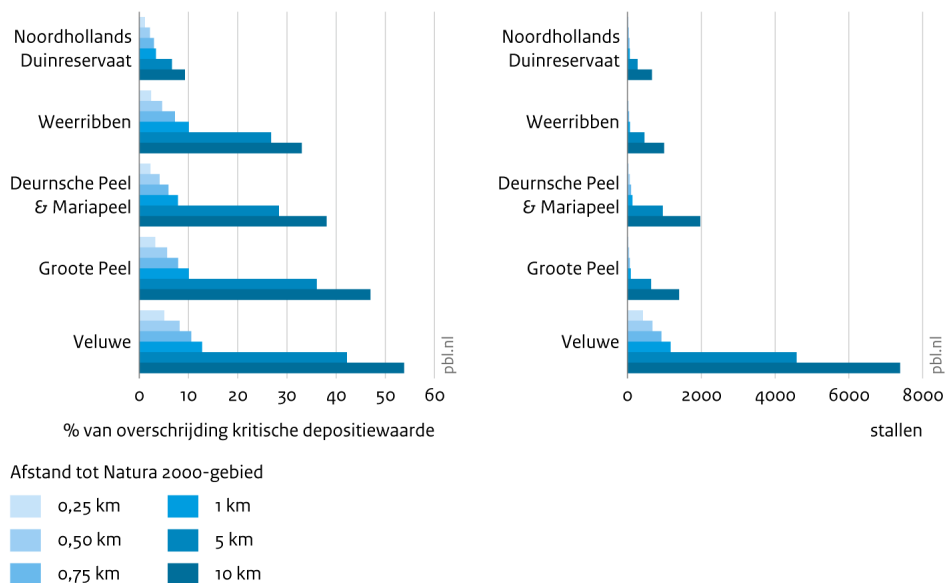 Noordhollands
Duinreservaat
Weerribben
Deurnsche Peel
& Mariapeel
Groote Peel
Veluwe
pbl.nl
0 10 20 30 40 50 60
% van overschrijding kritische depositiewaarde
Noordhollands
Duinreservaat
Weerribben
Deurnsche Peel
& Mariapeel
Groote Peel
Veluwe
pbl.nl
0 2000 4000 6000 8000
stallen
Afstand tot Natura 2000-gebied
0,25 km
0,50 km
0,75 km
1 km
5 km
10 km